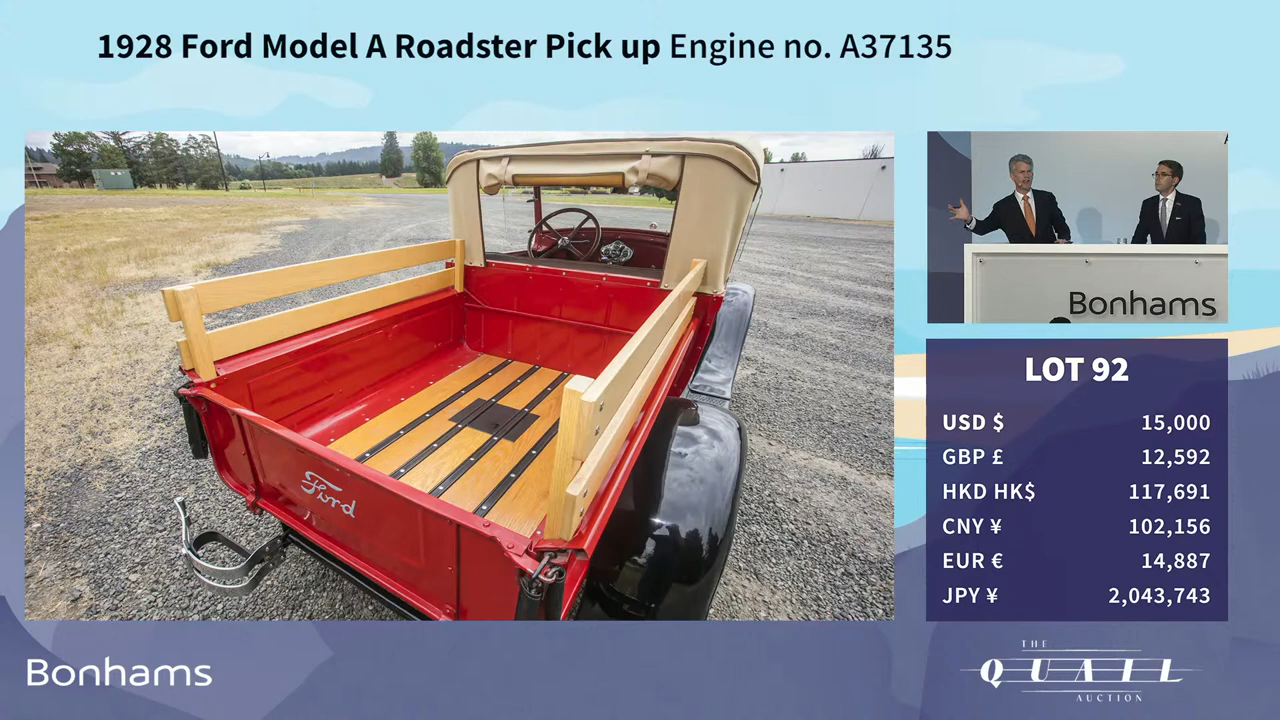 1928 Ford Model A Roadster Pick up Engine no. A37135
Ford
Bonhams
LOT 92
USD $ 15,000
GBP £ 12,592
HKD HK$ 117,691
CNY ¥ 102,156
EUR € 14,887
JPY ¥ 2,043,743
Bonhams
THE
QUAIL
AUCTION